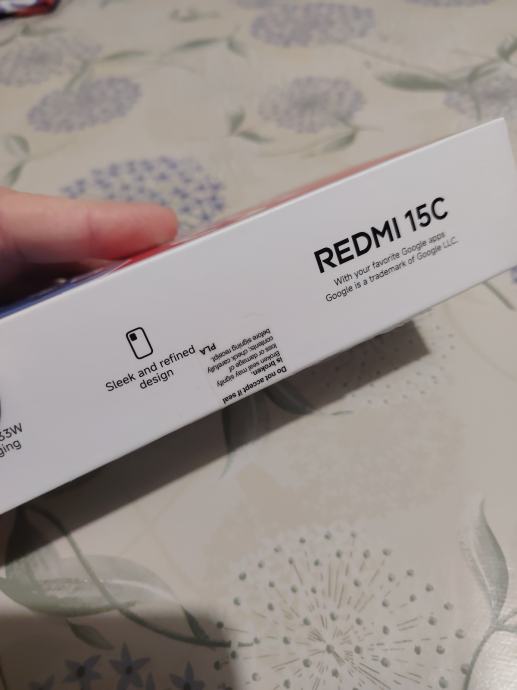 REDMI 15C
With your favorite Google apps
Google is a trademark of Google LLC.
Sleek and refined
design
33W
ging
Do not accept if seal
is broken.
Broken seal may signify
loss or damage of
contents; check carefully
before signing receipt.
PLA